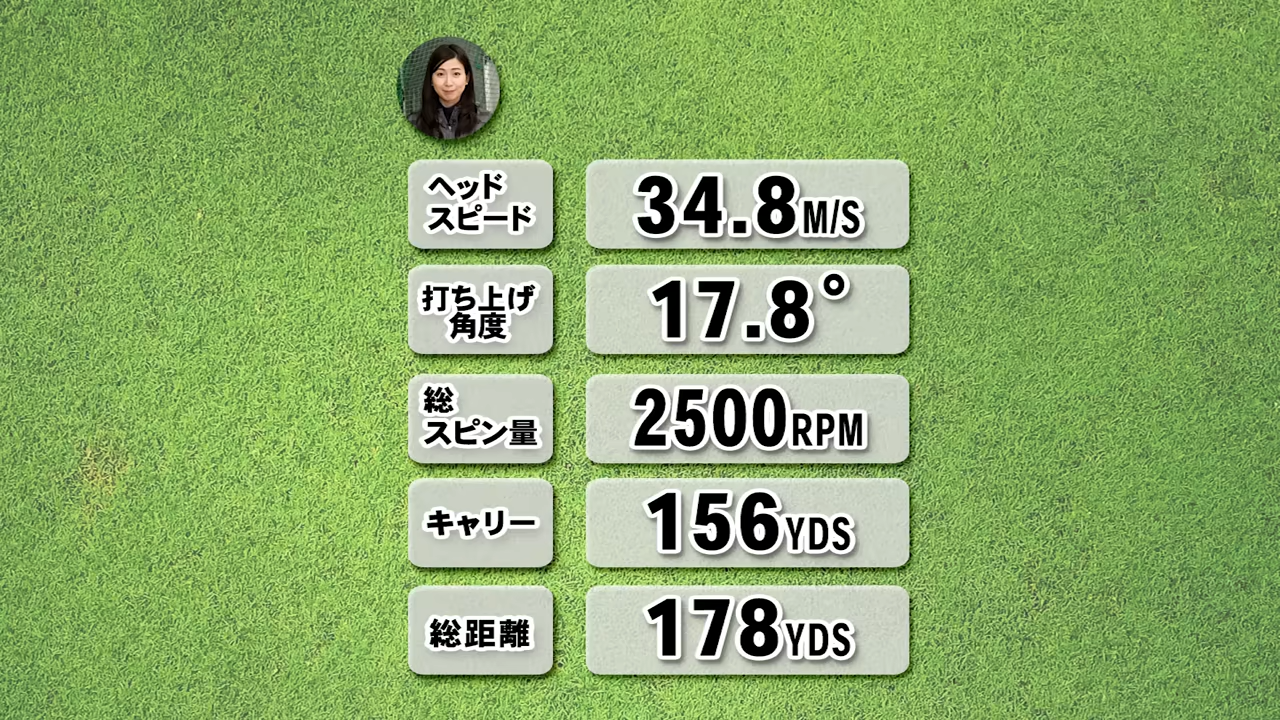 ヘッド
スピード
34.8M/S
打ち上げ
角度
17.8°
総
スピン量
2500RPM
キャリー
156YDS
総距離
178YDS